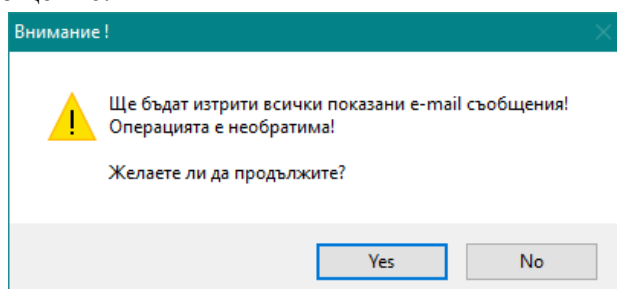 Внимание !
Ще бъдат изтрити всички показани e-mail съобщения!
Операцията е необратима!
Желаете ли да продължите?
Yes
No